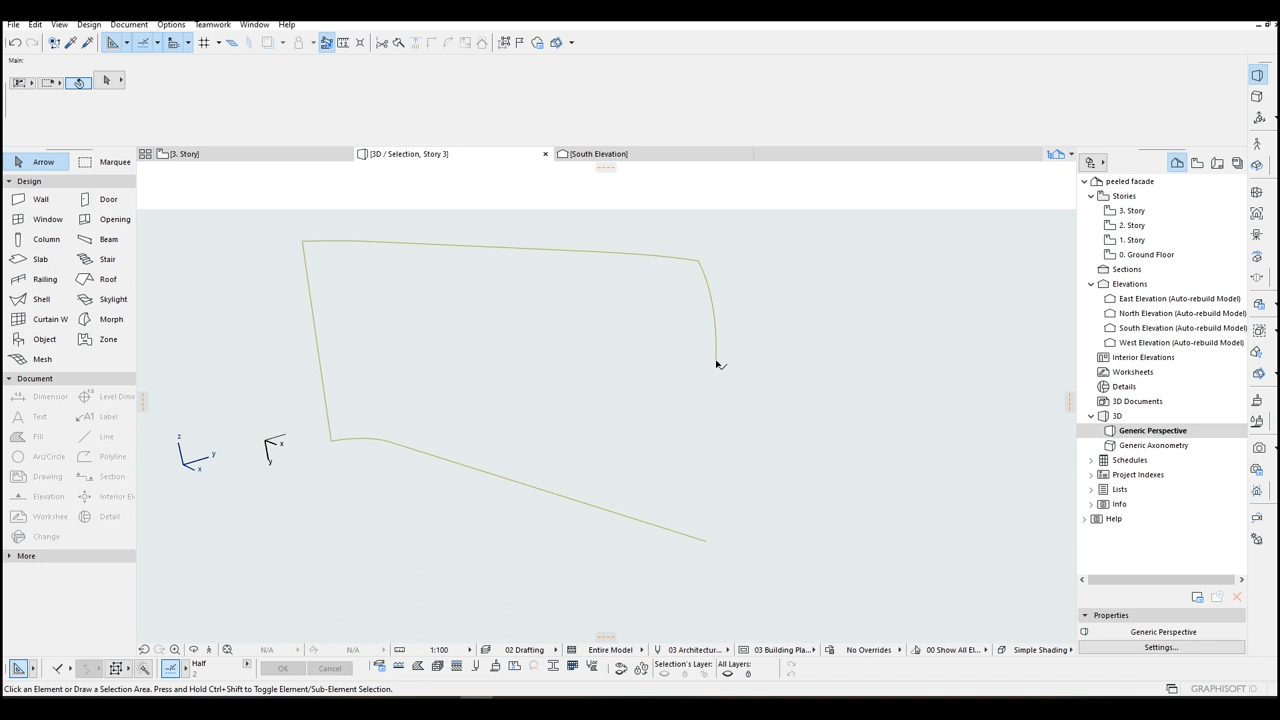 File Edit View Design Document Options Teamwork Window Help
Main:
[3. Story]
[3D / Selection, Story 3]
[South Elevation]
Arrow Marquee
Design
Wall Door
Window Opening
Column Beam
Slab Stair
Railing Roof
Shell Skylight
Curtain W Morph
Object Zone
Mesh
Document
Dimensior Level Dime
Text A1 Label
Fill Line
Arc/Circle Polyline
Drawing Section
Elevation Interior El
Workshee Detail
Change
More
z
y
x
x
y
peeled facade
Stories
3. Story
2. Story
1. Story
0. Ground Floor
Sections
Elevations
East Elevation (Auto-rebuild Model)
North Elevation (Auto-rebuild Model)
South Elevation (Auto-rebuild Model)
West Elevation (Auto-rebuild Model)
Interior Elevations
Worksheets
Details
3D Documents
3D
Generic Perspective
Generic Axonometry
Schedules
Project Indexes
Lists
Info
Help
Properties
Generic Perspective
Settings...
N/A N/A 1:100 02 Drafting Entire Model 03 Architectur... 03 Building Pla... No Overrides 00 Show All El... Simple Shading
Half
2
OK Cancel
Selection's Layer: All Layers:
Click an Element or Draw a Selection Area. Press and Hold Ctrl+Shift to Toggle Element/Sub-Element Selection.
GRAPHISOFT ID